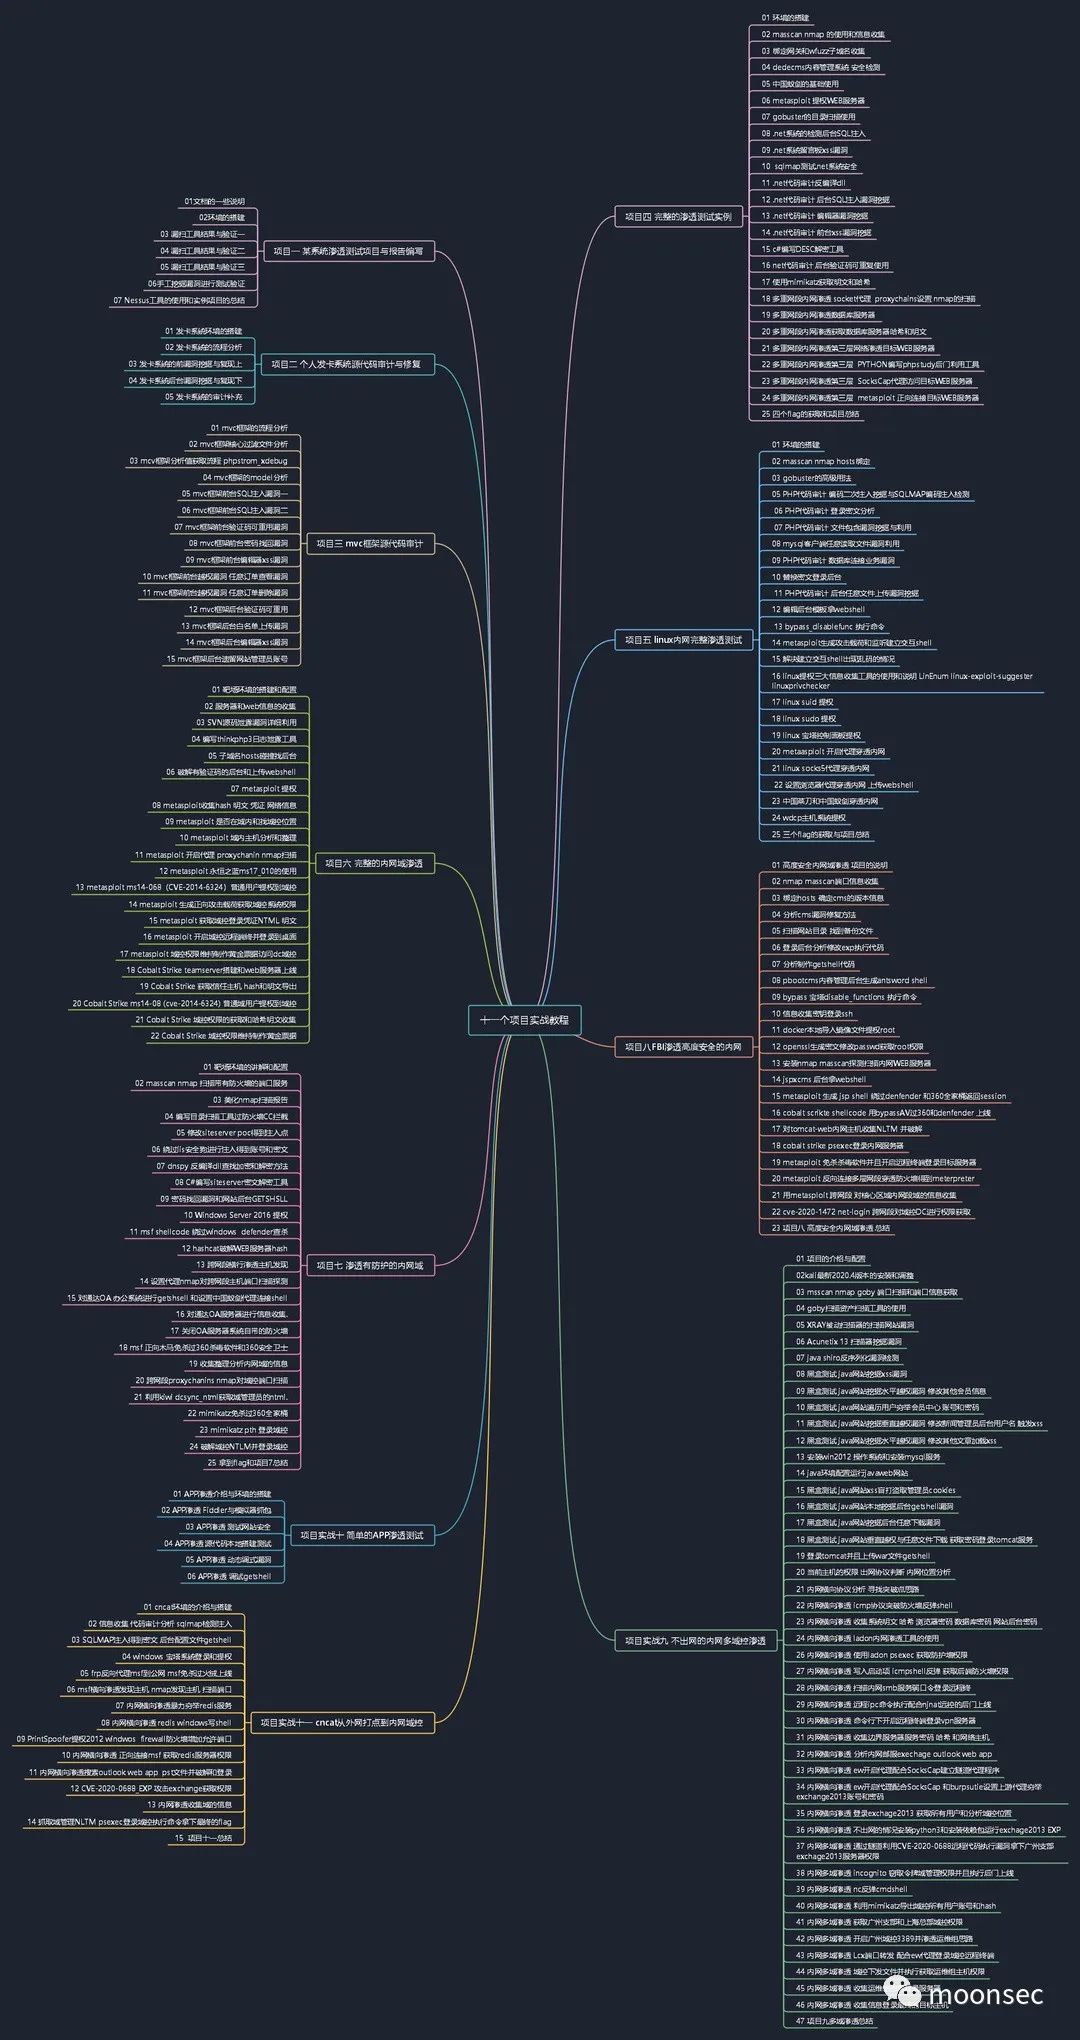 十一个项目实战教程
项目一 某系统渗透测试项目与报告编写
01文档的一些说明
02环境的搭建
03 漏扫工具结果与验证一
04 漏扫工具结果与验证二
05 漏扫工具结果与验证三
06手工挖掘漏洞进行测试验证
07 Nessus工具的使用和实例项目的总结
项目二 个人发卡系统源代码审计与修复
01 发卡系统环境的搭建
02 发卡系统的流程分析
03 发卡系统的前漏洞挖掘与复现上
04 发卡系统后台漏洞挖掘与复现下
05 发卡系统的审计补充
项目三 mvc框架源代码审计
01 mvc框架的流程分析
02 mvc框架核心过滤文件分析
03 mcv框架分析值获取流程 phpstrom_xdebug
04 mvc框架的model分析
05 mvc框架前台SQL注入漏洞一
06 mvc框架前台SQL注入漏洞二
07 mvc框架前台验证码可重用漏洞
08 mvc框架前台密码找回漏洞
09 mvc框架前台编辑器xss漏洞
10 mvc框架前台越权漏洞 任意订单查看漏洞
11 mvc框架前台越权漏洞 任意订单删除漏洞
12 mvc框架后台验证码可重用
13 mvc框架后台白名单上传漏洞
14 mvc框架后台编辑器xss漏洞
15 mvc框架后台遗留网站管理员账号
项目六 完整的内网域渗透
01 靶场环境的搭建和配置
02 服务器和web信息的收集
03 SVN源码泄露漏洞详细利用
04 编写thinkphp3日志泄露工具
05 子域名hosts碰撞找后台
06 破解有验证码的后台和上传webshell
07 metasploit 提权
08 metasploit收集hash 明文 凭证 网络信息
09 metasploit 是否在域内和找域控位置
10 metasploit 域内主机分析和整理
11 metasploit 开启代理 proxychanin nmap扫描
12 metasploit 永恒之蓝ms17_010的使用
13 metasploit ms14-068（CVE-2014-6324）普通用户提权到域控
14 metasploit 生成正向攻击载荷获取域控系统权限
15 metasploit 获取域控登录凭证NTML 明文
16 metasploit 开启域控远程终端并登录到桌面
17 metasploit 域控权限维持制作黄金票据访问dc域控
18 Cobalt Strike teamserver搭建和web服务器上线
19 Cobalt Strike 获取信任主机 hash和明文导出
20 Cobalt Strike ms14-08 (cve-2014-6324) 普通域用户提权到域控
21 Cobalt Strike 域控权限的获取和哈希明文收集
22 Cobalt Strike 域控权限维持制作黄金票据
项目七 渗透有防护的内网域
01 靶场环境的讲解和配置
02 masscan nmap 扫描带有防火墙的端口服务
03 美化nmap扫描报告
04 编写目录扫描工具过防火墙CC拦截
05 修改siteserver poc得到注入点
06 绕过iis安全狗进行注入得到账号和密文
07 dnspy 反编译dll查找加密和解密方法
08 C#编写siteserver密文解密工具
09 密码找回漏洞和网站后台GETSHSLL
10 Windows Server 2016 提权
11 msf shellcode 绕过windows defender查杀
12 hashcat破解WEB服务器hash
13 跨网段横行渗透主机发现
14 设置代理nmap对跨网段主机端口扫描探测
15 对通达OA 办公系统进行getshsell 和设置中国蚁剑代理连接shell
16 对通达OA服务器进行信息收集.
17 关闭OA服务器系统自带的防火墙
18 msf 正向木马免杀过360杀毒软件和360安全卫士
19 收集整理分析内网域的信息
20 跨网段proxychanins nmap对域控端口扫描
21 利用kiwi dcsync_ntml获取域管理员的ntml.
22 mimikatz免杀过360全家桶
23 mimikatz pth 登录域控
24 破解域控NTLM并登录域控
25 拿到flag和项目7总结
项目实战十 简单的APP渗透测试
01 APP渗透介绍与环境的搭建
02 APP渗透 Fiddler与模拟器抓包
03 APP渗透 测试网站安全
04 APP渗透 源代码本地搭建测试
05 APP渗透 动态调式漏洞
06 APP渗透 调试getshell
项目实战十一 cncat从外网打点到内网域控
01 cncat环境的介绍与搭建
02 信息收集 代码审计分析 sqlmap检测注入
03 SQLMAP注入得到密文 后台配置文件getshell
04 windows 宝塔系统登录和提权
05 frp反向代理msf到公网 msf免杀过火绒上线
06 msf横向渗透发现主机 nmap发现主机 扫描端口
07 内网横向渗透暴力穷举redis服务
08 内网横向渗透 redis windows写shell
09 PrintSpoofer提权2012 windwos firewall防火墙增加允许端口
10 内网横向渗透 正向连接msf 获取redis服务器权限
11 内网横向渗透搜素outlook web app pst文件并破解和登录
12 CVE-2020-0688_EXP 攻击exchange获取权限
13 内网渗透收集域的信息
14 抓取域管理NLTM psexec登录域控执行命令拿下最终的flag
15 项目十一总结
项目四 完整的渗透测试实例
01 环境的搭建
02 masscan nmap 的使用和信息收集
03 绑定网关和wfuzz子域名收集
04 dedecms内容管理系统 安全检测
05 中国蚁剑的基础使用
06 metasploit 提权WEB服务器
07 gobuster的目录扫描使用
08 .net系统的检测后台SQL注入
09 .net系统留言板xss漏洞
10 sqlmap测试.net系统安全
11 .net代码审计反编译dll
12 .net代码审计 后台SQL注入漏洞挖掘
13 .net代码审计 编辑器漏洞挖掘
14 .net代码审计 前台xss漏洞挖掘
15 c#编写DESC解密工具
16 net代码审计 后台验证码可重复使用
17 使用mimikatz获取明文和哈希
18 多重网段内网渗透 socket代理 proxychains设置 nmap的扫描
19 多重网段内网渗透数据库服务器
20 多重网段内网渗透获取数据库服务器哈希和明文
21 多重网段内网渗透第三层网络渗透目标WEB服务器
22 多重网段内网渗透第三层 PYTHON编写phpstudy后门利用工具
23 多重网段内网渗透第三层 SocksCap代理访问目标WEB服务器
24 多重网段内网渗透第三层 metasploit 正向连接目标WEB服务器
25 四个flag的获取和项目总结
项目五 linux内网完整渗透测试
01 环境的搭建
02 masscan nmap hosts绑定
03 gobuster的高级用法
05 PHP代码审计 编码二次注入挖掘与SQLMAP编码注入检测
06 PHP代码审计 登录密文分析
07 PHP代码审计 文件包含漏洞挖掘与利用
08 mysql客户端任意读取文件漏洞利用
09 PHP代码审计 数据库连接业务漏洞
10 替换密文登录后台
11 PHP代码审计 后台任意文件上传漏洞挖掘
12 编辑后台模板拿webshell
13 bypass_disablefunc 执行命令
14 metasploit生成攻击载荷和监听建立交互shell
15 解决建立交互shell出现乱码的情况
16 linux提权三大信息收集工具的使用和说明 LinEnum linux-exploit-suggester
linuxprivchecker
17 linux suid 提权
18 linux sudo 提权
19 linux 宝塔控制面板提权
20 metaasploit 开启代理穿透内网
21 linux socks5代理穿透内网
22 设置浏览器代理穿透内网 上传webshell
23 中国菜刀和中国蚁剑穿透内网
24 wdcp主机系统提权
25 三个flag的获取与项目总结
项目八FBI渗透高度安全的内网
01 高度安全内网域渗透 项目的说明
02 nmap masscan端口信息收集
03 绑定hosts 确定cms的版本信息
04 分析cms漏洞修复方法
05 扫描网站目录 找到备份文件
06 登录后台分析修改exp执行代码
07 分析制作getshell代码
08 pbootcms内容管理后台生成antsword shell
09 bypass 宝塔disable_functions 执行命令
10 信息收集密钥登录ssh
11 docker本地导入镜像文件提权root
12 openssl生成密文修改passwd获取root权限
13 安装nmap masscan探测扫描内网WEB服务器
14 jspxcms 后台拿webshell
15 metasploit 生成 jsp shell 绕过denfender 和360全家桶返回session
16 cobalt scrikte shellcode 用bypassAV过360和denfender 上线
17 对tomcat-web内网主机收集NLTM 并破解
18 cobalt strike psexec登录内网服务器
19 metasploit 免杀杀毒软件并且开启远程终端登录目标服务器
20 metasploit 反向连接多层网段穿透防火墙得到meterpreter
21 用metasploit 跨网段 对核心区域内网段域的信息收集
22 cve-2020-1472 net-login 跨网段对域控DC进行权限获取
23 项目八 高度安全内网域渗透 总结
项目实战九 不出网的内网多域控渗透
01 项目的介绍与配置
02kali最新2020.4版本的安装和调整
03 msscan nmap goby 端口扫描和端口信息获取
04 goby扫描资产扫描工具的使用
05 XRAY被动扫描器的扫描网站漏洞
06 Acunetix 13 扫描器挖掘漏洞
07 java shiro反序列化漏洞检测
08 黑盒测试 java网站挖掘xss漏洞
09 黑盒测试 java网站挖掘水平越权漏洞 修改其他会员信息
10 黑盒测试 java网站遍历用户穷举会员中心 账号和密码
11 黑盒测试 java网站挖掘垂直越权漏洞 修改新闻管理员后台用户名 触发xss
12 黑盒测试 java网站挖掘水平越权漏洞 修改其他文章加载xss
13 安装win2012 操作系统和安装mysql服务
14 java环境配置运行javaweb网站
15 黑盒测试 java网站xss盲打盗取管理员cookies
16 黑盒测试 java网站本地挖掘后台getshell漏洞
17 黑盒测试 java网站挖掘后台任意下载漏洞
18 黑盒测试 java网站垂直越权与任意文件下载 获取密码登录tomcat服务
19 登录tomcat并且上传war文件getshell
20 当前主机的权限 出网协议判断 内网位置分析
21 内网横向协议分析 寻找突破点思路
22 内网横向渗透 icmp协议突破防火墙反弹shell
23 内网横向渗透 收集系统明文 哈希 浏览器密码 数据库密码 网站后台密码
24 内网横向渗透 ladon内网渗透工具的使用
26 内网横向渗透 使用ladon psexec 获取防护墙权限
27 内网横向渗透 写入启动项 icmpshell反弹 获取后端防火墙权限
28 内网横向渗透 扫描内网smb服务弱口令登录远程终
29 内网横向渗透 远程ipc命令执行配合njnat远控的后门上线
30 内网横向渗透 命令行下开启远程终端登录vpn服务器
31 内网横向渗透 收集边界服务器服务密码 哈希 和网络主机
32 内网横向渗透 分析内网邮服exechage outlook web app
33 内网横向渗透 ew开启代理配合SocksCap建立隧道代理程序
34 内网横向渗透 ew开启代理配合SocksCap 和burpsutle设置上游代理穷举
exchange2013账号和密码
35 内网横向渗透 登录exchage2013 获取所有用户和分析域控位置
36 内网横向渗透 不出网的情况安装python3和安装依赖包运行exchage2013 EXP
37 内网多域渗透 通过隧道利用CVE-2020-0688远程代码执行漏洞拿下广州支部
exchage2013服务器权限
38 内网多域渗透 incognito 窃取令牌域管理权限并且执行后门上线
39 内网多域渗透 nc反弹cmdshell
40 内网多域渗透 利用mimikatz导出域控所有用户账号和hash
41 内网多域渗透 获取广州支部和上海总部域控权限
42 内网多域渗透 开启广州域控3389并渗透运维组思路
43 内网多域渗透 Lcx端口转发 配合ew代理登录域控远程终端
44 内网多域渗透 域控下发文件并执行获取运维组主机权限
45 内网多域渗透 收集运维
46 内网多域渗透 收集信息登录
47 项目九多域渗透总结
moonsec